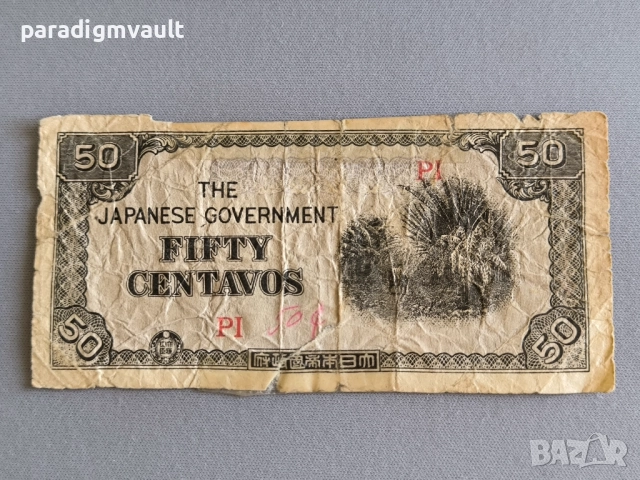 paradigmvault
50
50
PI
THE
JAPANESE GOVERNMENT
FIFTY
CENTAVOS
PI 50¢
50
50
府政國帝本日大
BAZAR